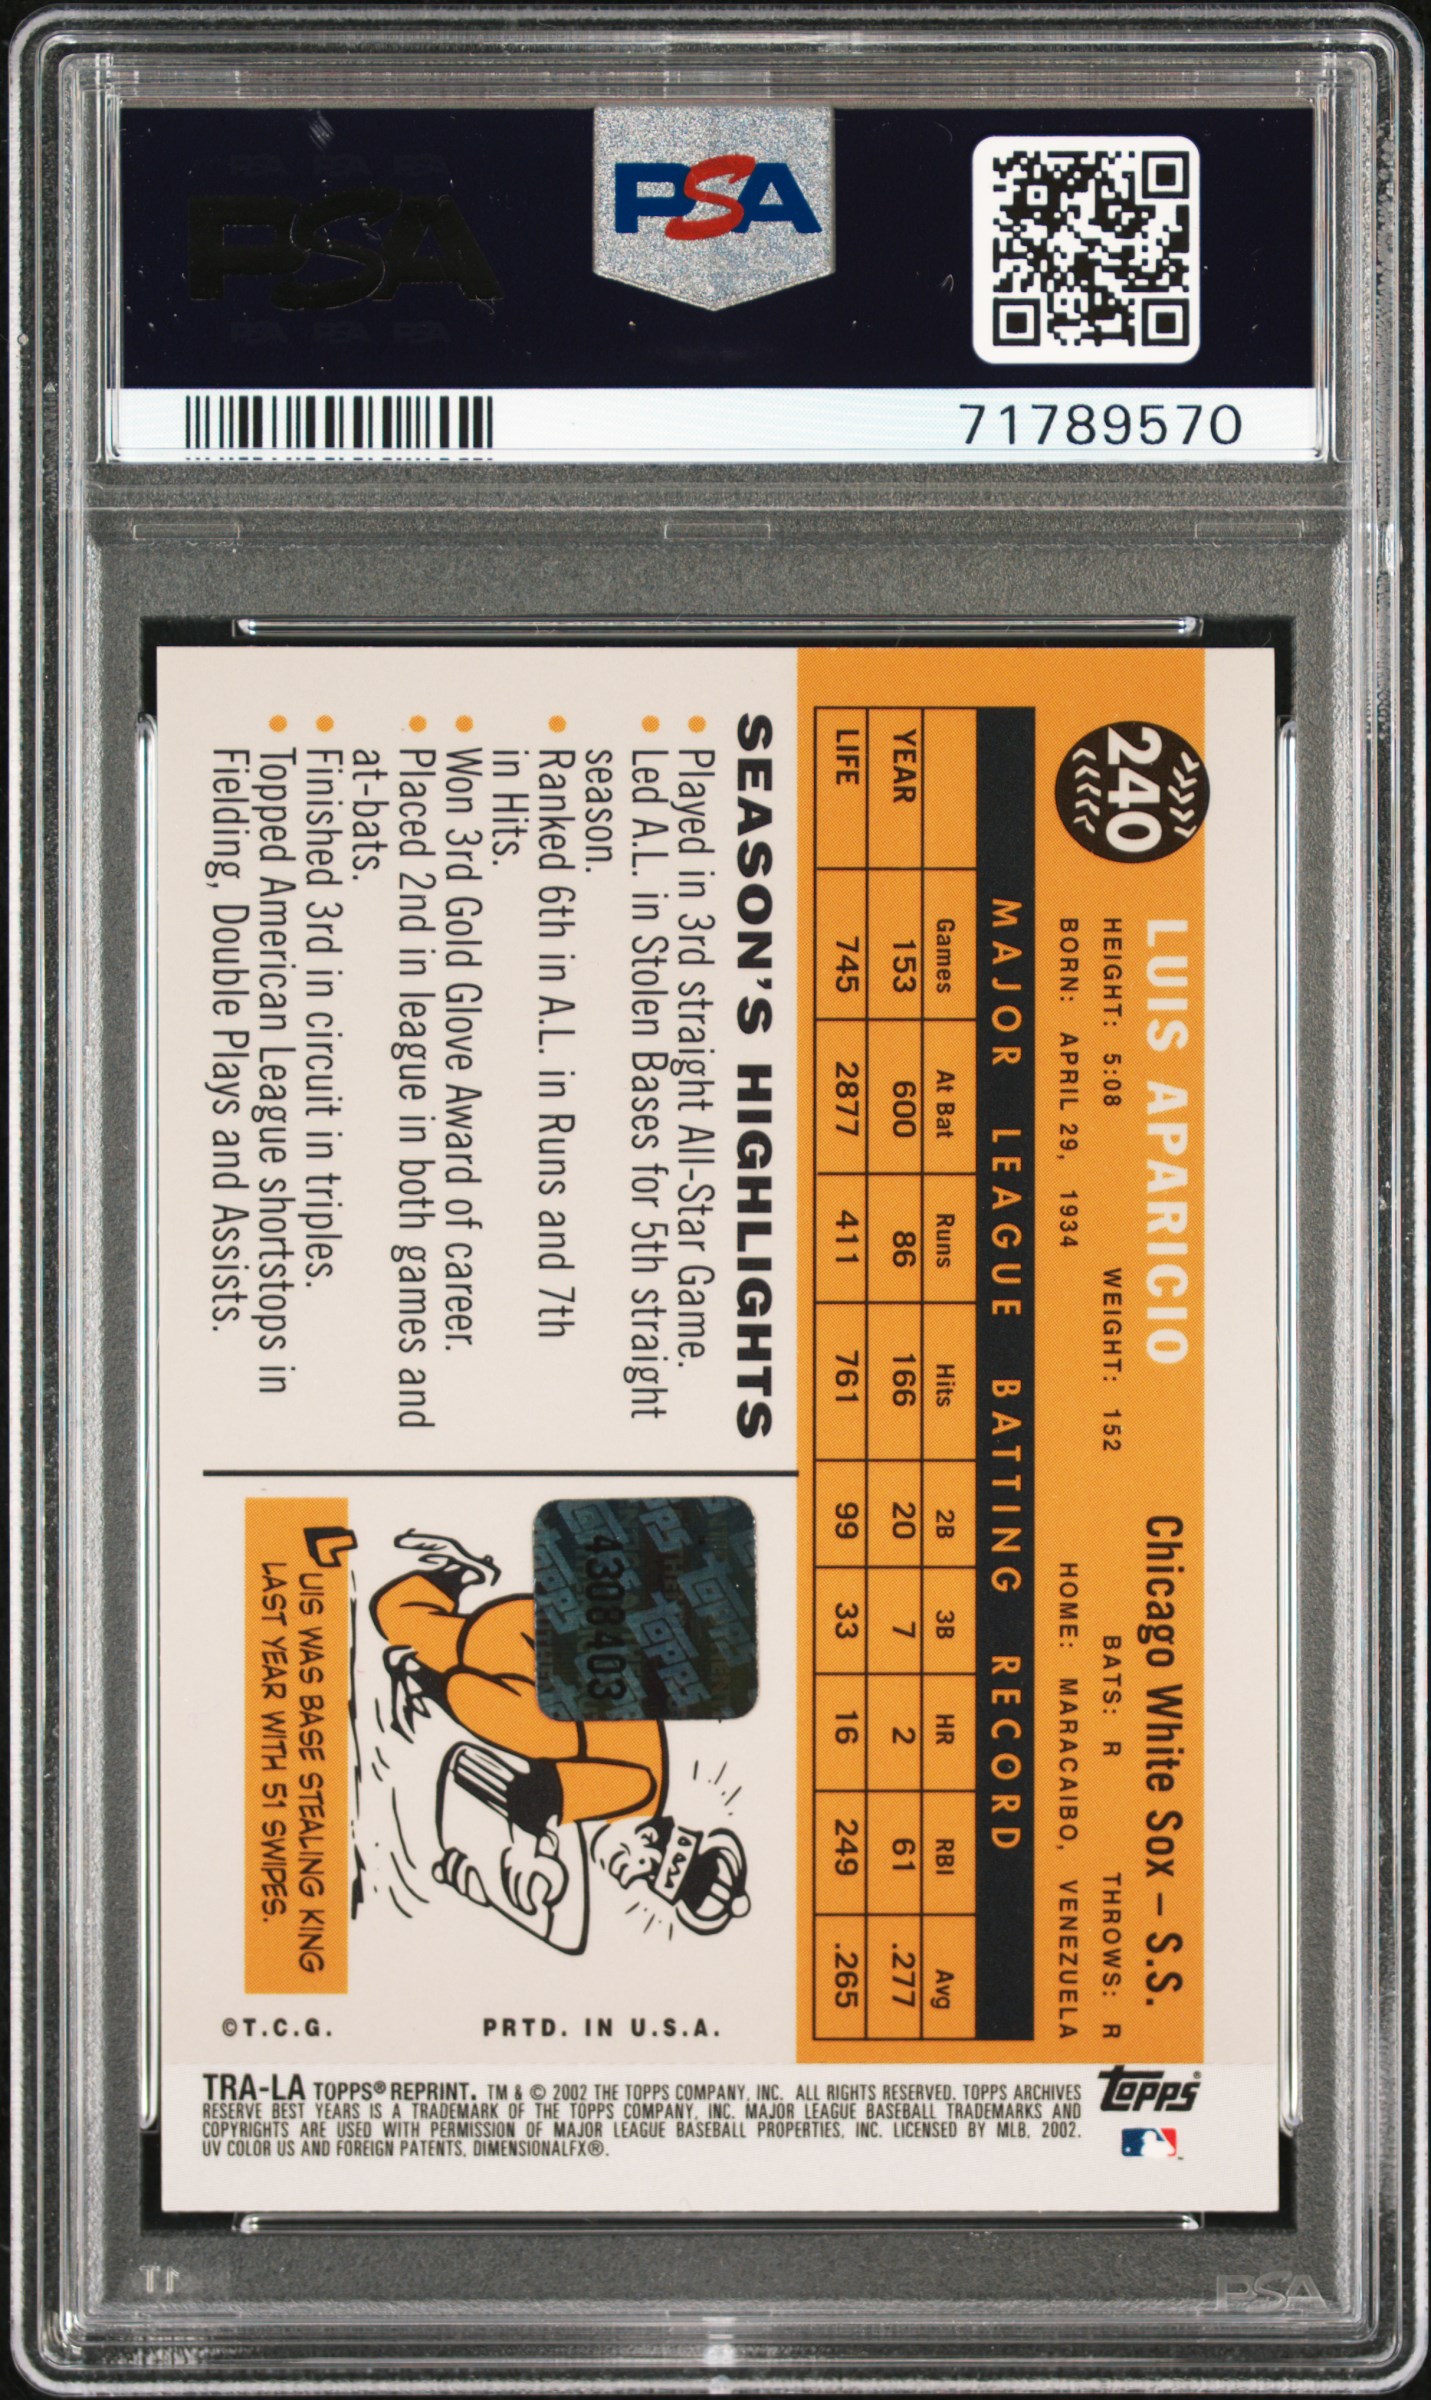 PSA
PSA
71789570
240
LUIS APARICIO
Chicago White Sox – S.S.
HEIGHT: 5:08 WEIGHT: 152 BATS: R THROWS: R
BORN: APRIL 29, 1934 HOME: MARACAIBO, VENEZUELA
MAJOR LEAGUE BATTING RECORD
Games At Bat Runs Hits 2B 3B HR RBI Avg
YEAR 153 600 86 166 20 7 2 61 .277
LIFE 745 2877 411 761 99 33 16 249 .265
SEASON'S HIGHLIGHTS
• Played in 3rd straight All-Star Game.
• Led A.L. in Stolen Bases for 5th straight
season.
• Ranked 6th in A.L. in Runs and 7th
in Hits.
• Won 3rd Gold Glove Award of career.
• Placed 2nd in league in both games and
at-bats.
• Finished 3rd in circuit in triples.
• Topped American League shortstops in
Fielding, Double Plays and Assists.
topps topps
topps
4308403
LUIS WAS BASE STEALING KING
LAST YEAR WITH 51 SWIPES.
PRTD. IN U.S.A.
©T.C.G.
topps
TRA-LA TOPPS® REPRINT. TM & © 2002 THE TOPPS COMPANY, INC. ALL RIGHTS RESERVED. TOPPS ARCHIVES
RESERVE BEST YEARS IS A TRADEMARK OF THE TOPPS COMPANY, INC. MAJOR LEAGUE BASEBALL TRADEMARKS AND
COPYRIGHTS ARE USED WITH PERMISSION OF MAJOR LEAGUE BASEBALL PROPERTIES, INC. LICENSED BY MLB, 2002.
UV COLOR US AND FOREIGN PATENTS, DIMENSIONALFX®.
PSA